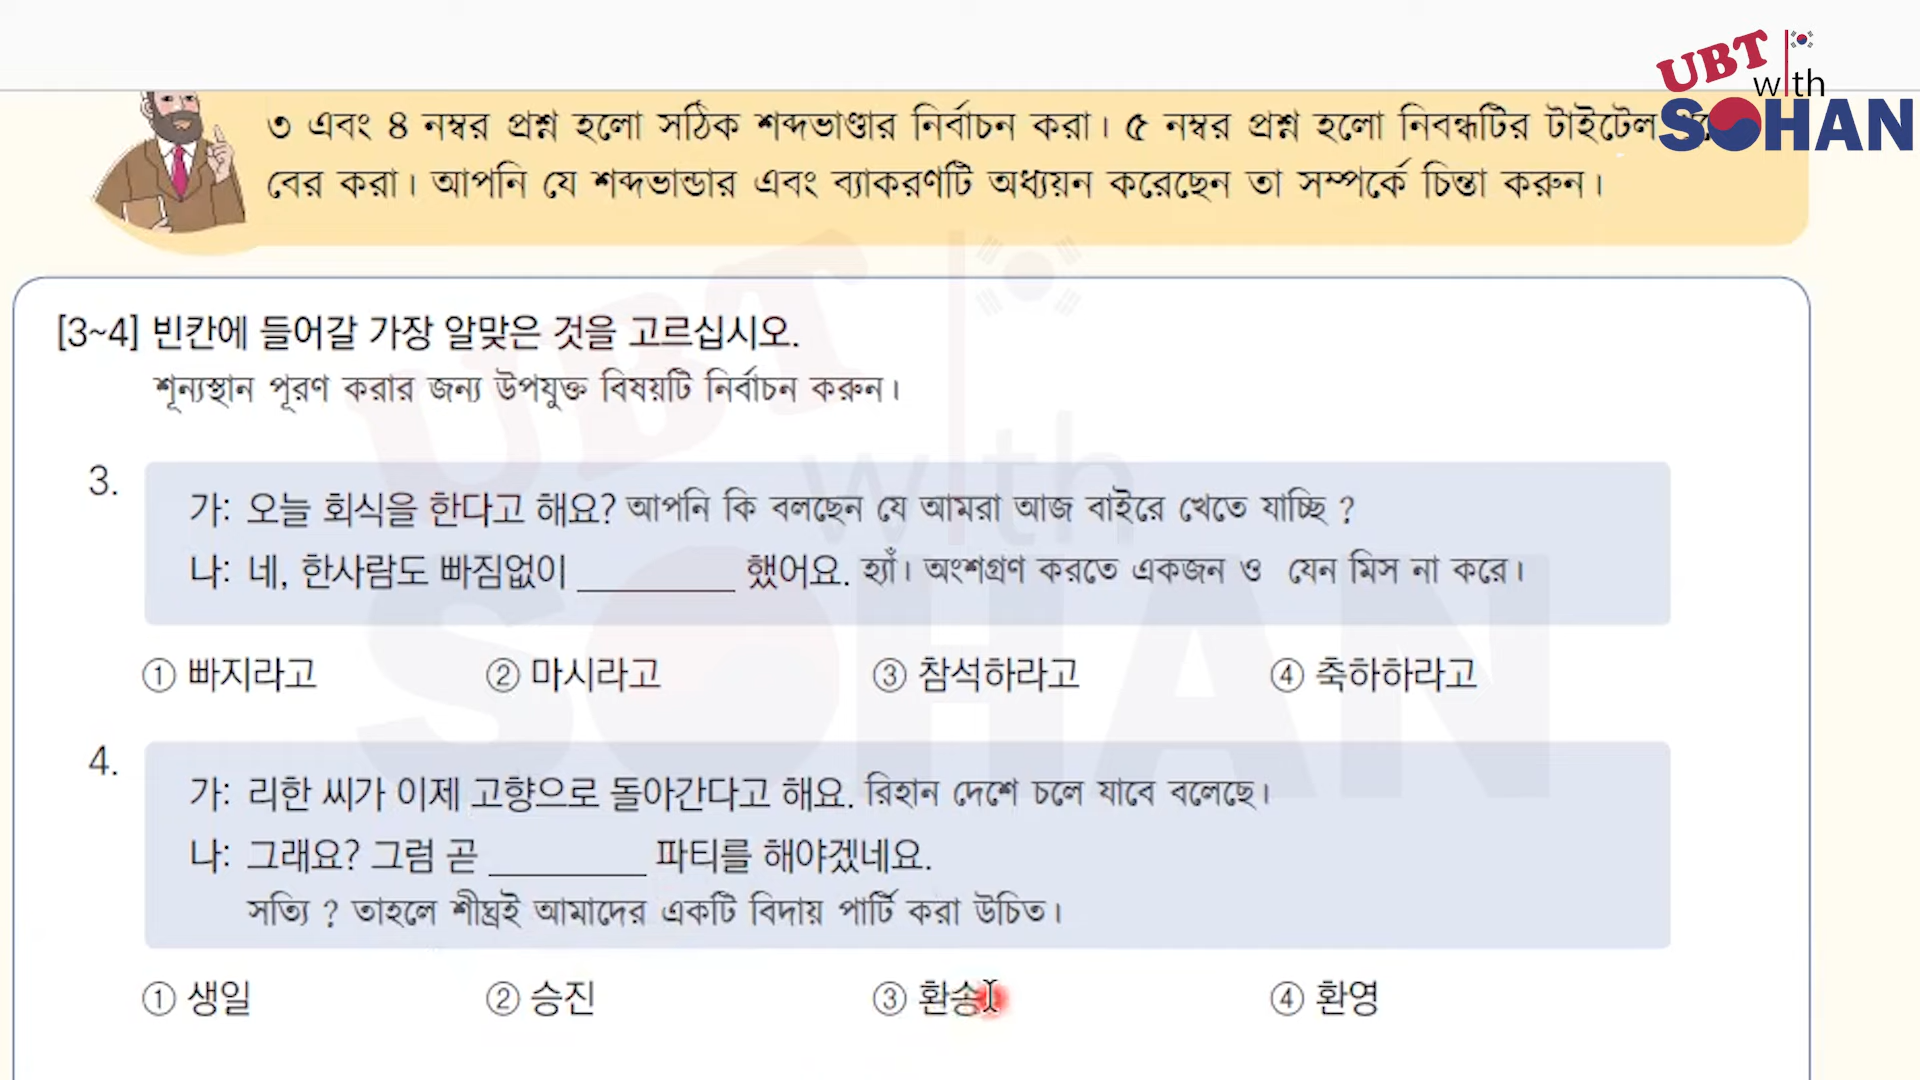 UBT
with
SOHAN
৩ এবং ৪ নম্বর প্রশ্ন হলো সঠিক শব্দভাণ্ডার নির্বাচন করা। ৫ নম্বর প্রশ্ন হলো নিবন্ধটির টাইটেল
বের করা। আপনি যে শব্দভান্ডার এবং ব্যাকরণটি অধ্যয়ন করেছেন তা সম্পর্কে চিন্তা করুন।
[3~4] 빈칸에 들어갈 가장 알맞은 것을 고르십시오.
শূন্যস্থান পূরণ করার জন্য উপযুক্ত বিষয়টি নির্বাচন করুন।
3.
가: 오늘 회식을 한다고 해요? আপনি কি বলছেন যে আমরা আজ বাইরে খেতে যাচ্ছি ?
나: 네, 한사람도 빠짐없이 ________ 했어요. হ্যাঁ। অংশগ্রণ করতে একজন ও যেন মিস না করে।
① 빠지라고 ② 마시라고 ③ 참석하라고 ④ 축하하라고
4.
가: 리한 씨가 이제 고향으로 돌아간다고 해요. রিহান দেশে চলে যাবে বলেছে।
나: 그래요? 그럼 곧 ________ 파티를 해야겠네요.
সত্যি ? তাহলে শীঘ্রই আমাদের একটি বিদায় পার্টি করা উচিত।
① 생일 ② 승진 ③ 환송 ④ 환영